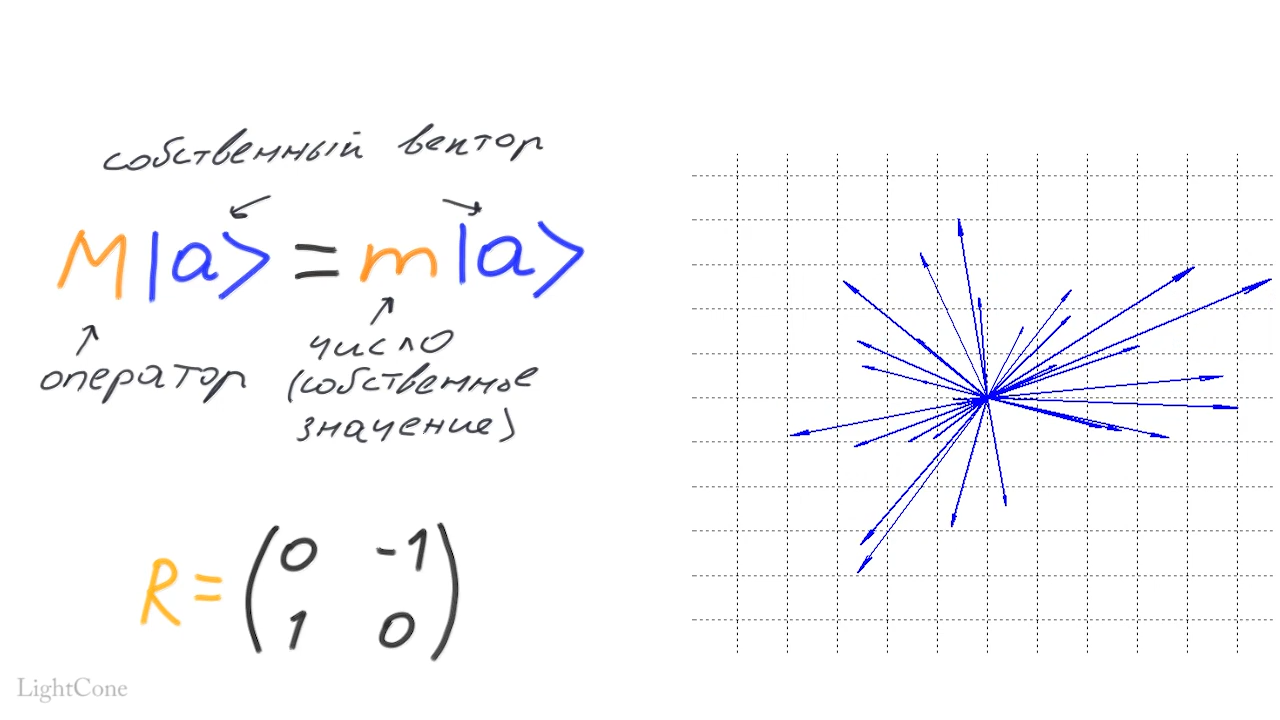 собственный вектор
M|a> = m|a>
оператор
число
(собственное
значение)
R = (0 -1
1 0)
LightCone